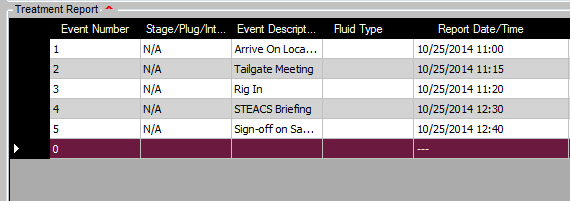 Treatment Report
Event Number Stage/Plug/Int... Event Descript... Fluid Type Report Date/Time
1 N/A Arrive On Loca... 10/25/2014 11:00
2 N/A Tailgate Meeting 10/25/2014 11:15
3 N/A Rig In 10/25/2014 11:20
4 N/A STEACS Briefing 10/25/2014 12:30
5 N/A Sign-off on Sa... 10/25/2014 12:40
0 ---